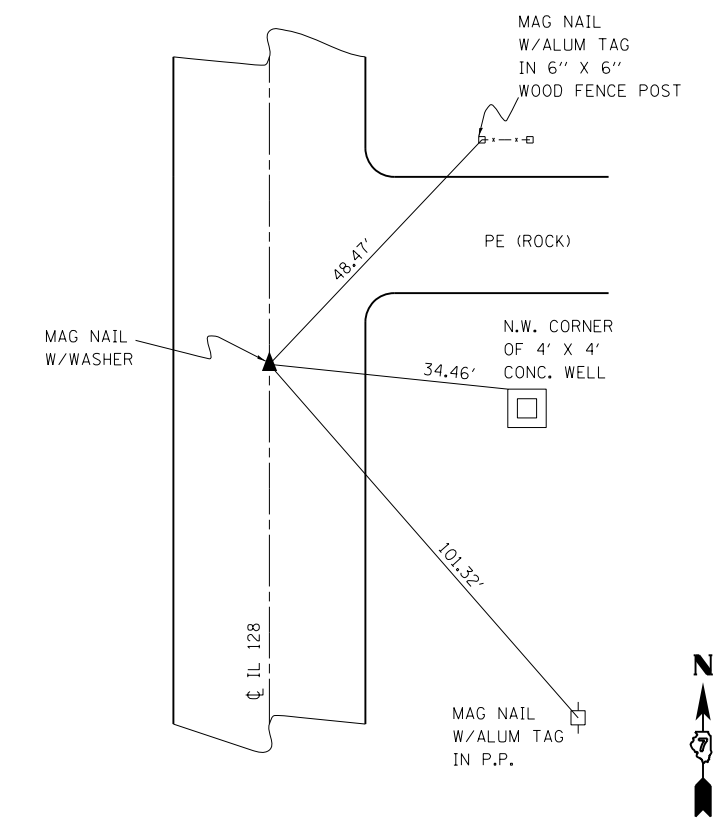 MAG NAIL
W/ALUM TAG
IN 6'' X 6''
WOOD FENCE POST
48.47'
PE (ROCK)
MAG NAIL
W/WASHER
N.W. CORNER
OF 4' X 4'
CONC. WELL
34.46'
101.32'
℄ IL 128
MAG NAIL
W/ALUM TAG
IN P.P.
N
7